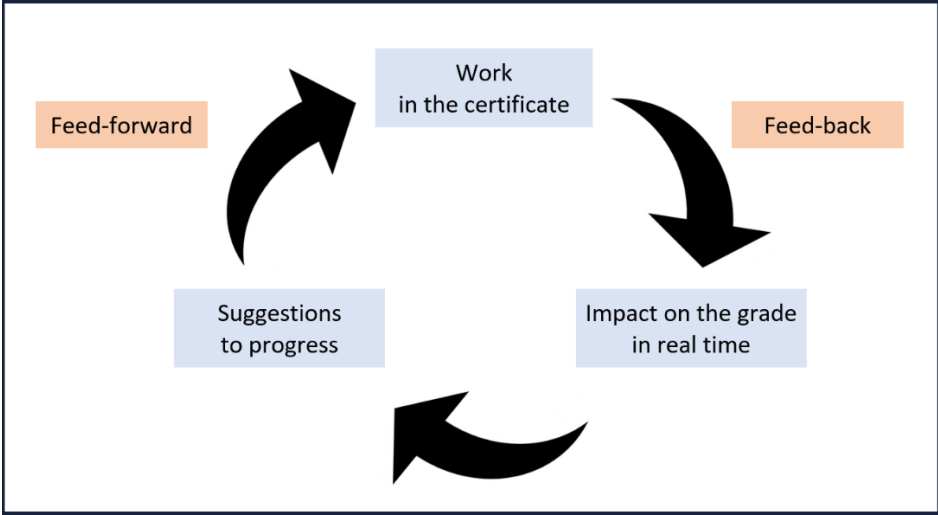 Work
in the certificate
Feed-forward
Feed-back
Suggestions
to progress
Impact on the grade
in real time